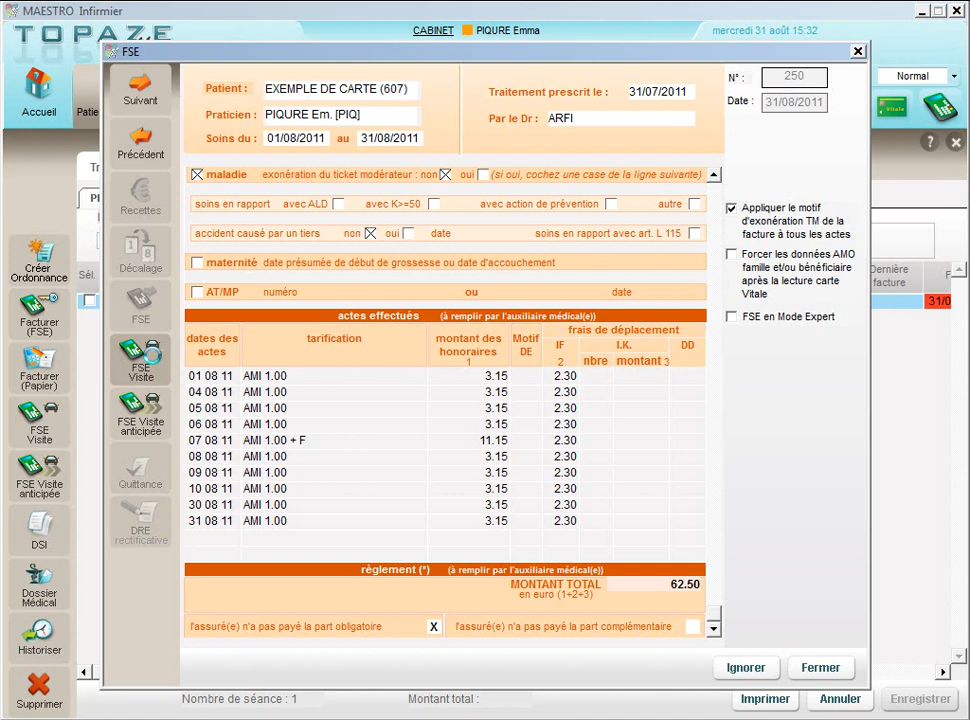 MAESTRO Infirmier
TOPAZE
CABINET
PIQURE Emma
mercredi 31 août 15:32
FSE
Accueil
Patie
Normal
Vitale
Créer
Ordonnance
Facturer
(FSE)
Facturer
(Papier)
FSE
Visite
FSE Visite
anticipée
DSI
Dossier
Médical
Historiser
Supprimer
Sél.
Suivant
Précédent
Recettes
Décalage
FSE
FSE
Visite
FSE Visite
anticipée
Quittance
DRE
rectificative
Patient : EXEMPLE DE CARTE (607)
Praticien : PIQURE Em. [PIQ]
Soins du : 01/08/2011 au 31/08/2011
Traitement prescrit le : 31/07/2011
Par le Dr : ARFI
N° : 250
Date : 31/08/2011
maladie exonération du ticket modérateur : non oui (si oui, cochez une case de la ligne suivante)
soins en rapport avec ALD avec K>=50 avec action de prévention autre
accident causé par un tiers non oui date soins en rapport avec art. L 115
maternité date présumée de début de grossesse ou date d'accouchement
AT/MP numéro ou date
actes effectués (à remplir par l'auxiliaire médical(e))
dates des actes tarification montant des honoraires 1 Motif DE frais de déplacement
IF 2 I.K. nbre montant 3 DD
01 08 11 AMI 1.00 3.15 2.30
04 08 11 AMI 1.00 3.15 2.30
05 08 11 AMI 1.00 3.15 2.30
06 08 11 AMI 1.00 3.15 2.30
07 08 11 AMI 1.00 + F 11.15 2.30
08 08 11 AMI 1.00 3.15 2.30
09 08 11 AMI 1.00 3.15 2.30
10 08 11 AMI 1.00 3.15 2.30
30 08 11 AMI 1.00 3.15 2.30
31 08 11 AMI 1.00 3.15 2.30
règlement (*) (à remplir par l'auxiliaire médical(e))
MONTANT TOTAL 62.50
en euro (1+2+3)
l'assuré(e) n'a pas payé la part obligatoire X l'assuré(e) n'a pas payé la part complémentaire
Appliquer le motif
d'exonération TM de la
facture à tous les actes
Forcer les données AMO
famille et/ou bénéficiaire
après la lecture carte
Vitale
FSE en Mode Expert
Dernière
facture
31/0
Ignorer
Fermer
Nombre de séance : 1
Montant total :
Imprimer
Annuler
Enregistrer